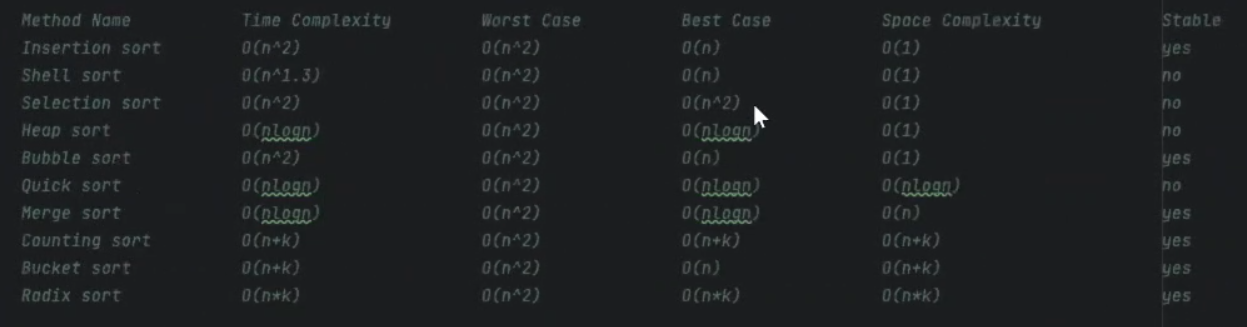 Method Name Time Complexity Worst Case Best Case Space Complexity Stable
Insertion sort O(n^2) O(n^2) O(n) O(1) yes
Shell sort O(n^1.3) O(n^2) O(n) O(1) no
Selection sort O(n^2) O(n^2) O(n^2) O(1) no
Heap sort O(nlogn) O(n^2) O(nlogn) O(1) no
Bubble sort O(n^2) O(n^2) O(n) O(1) yes
Quick sort O(nlogn) O(n^2) O(nlogn) O(nlogn) no
Merge sort O(nlogn) O(n^2) O(nlogn) O(n) yes
Counting sort O(n+k) O(n^2) O(n+k) O(n+k) yes
Bucket sort O(n+k) O(n^2) O(n) O(n+k) yes
Radix sort O(n*k) O(n^2) O(n*k) O(n*k) yes